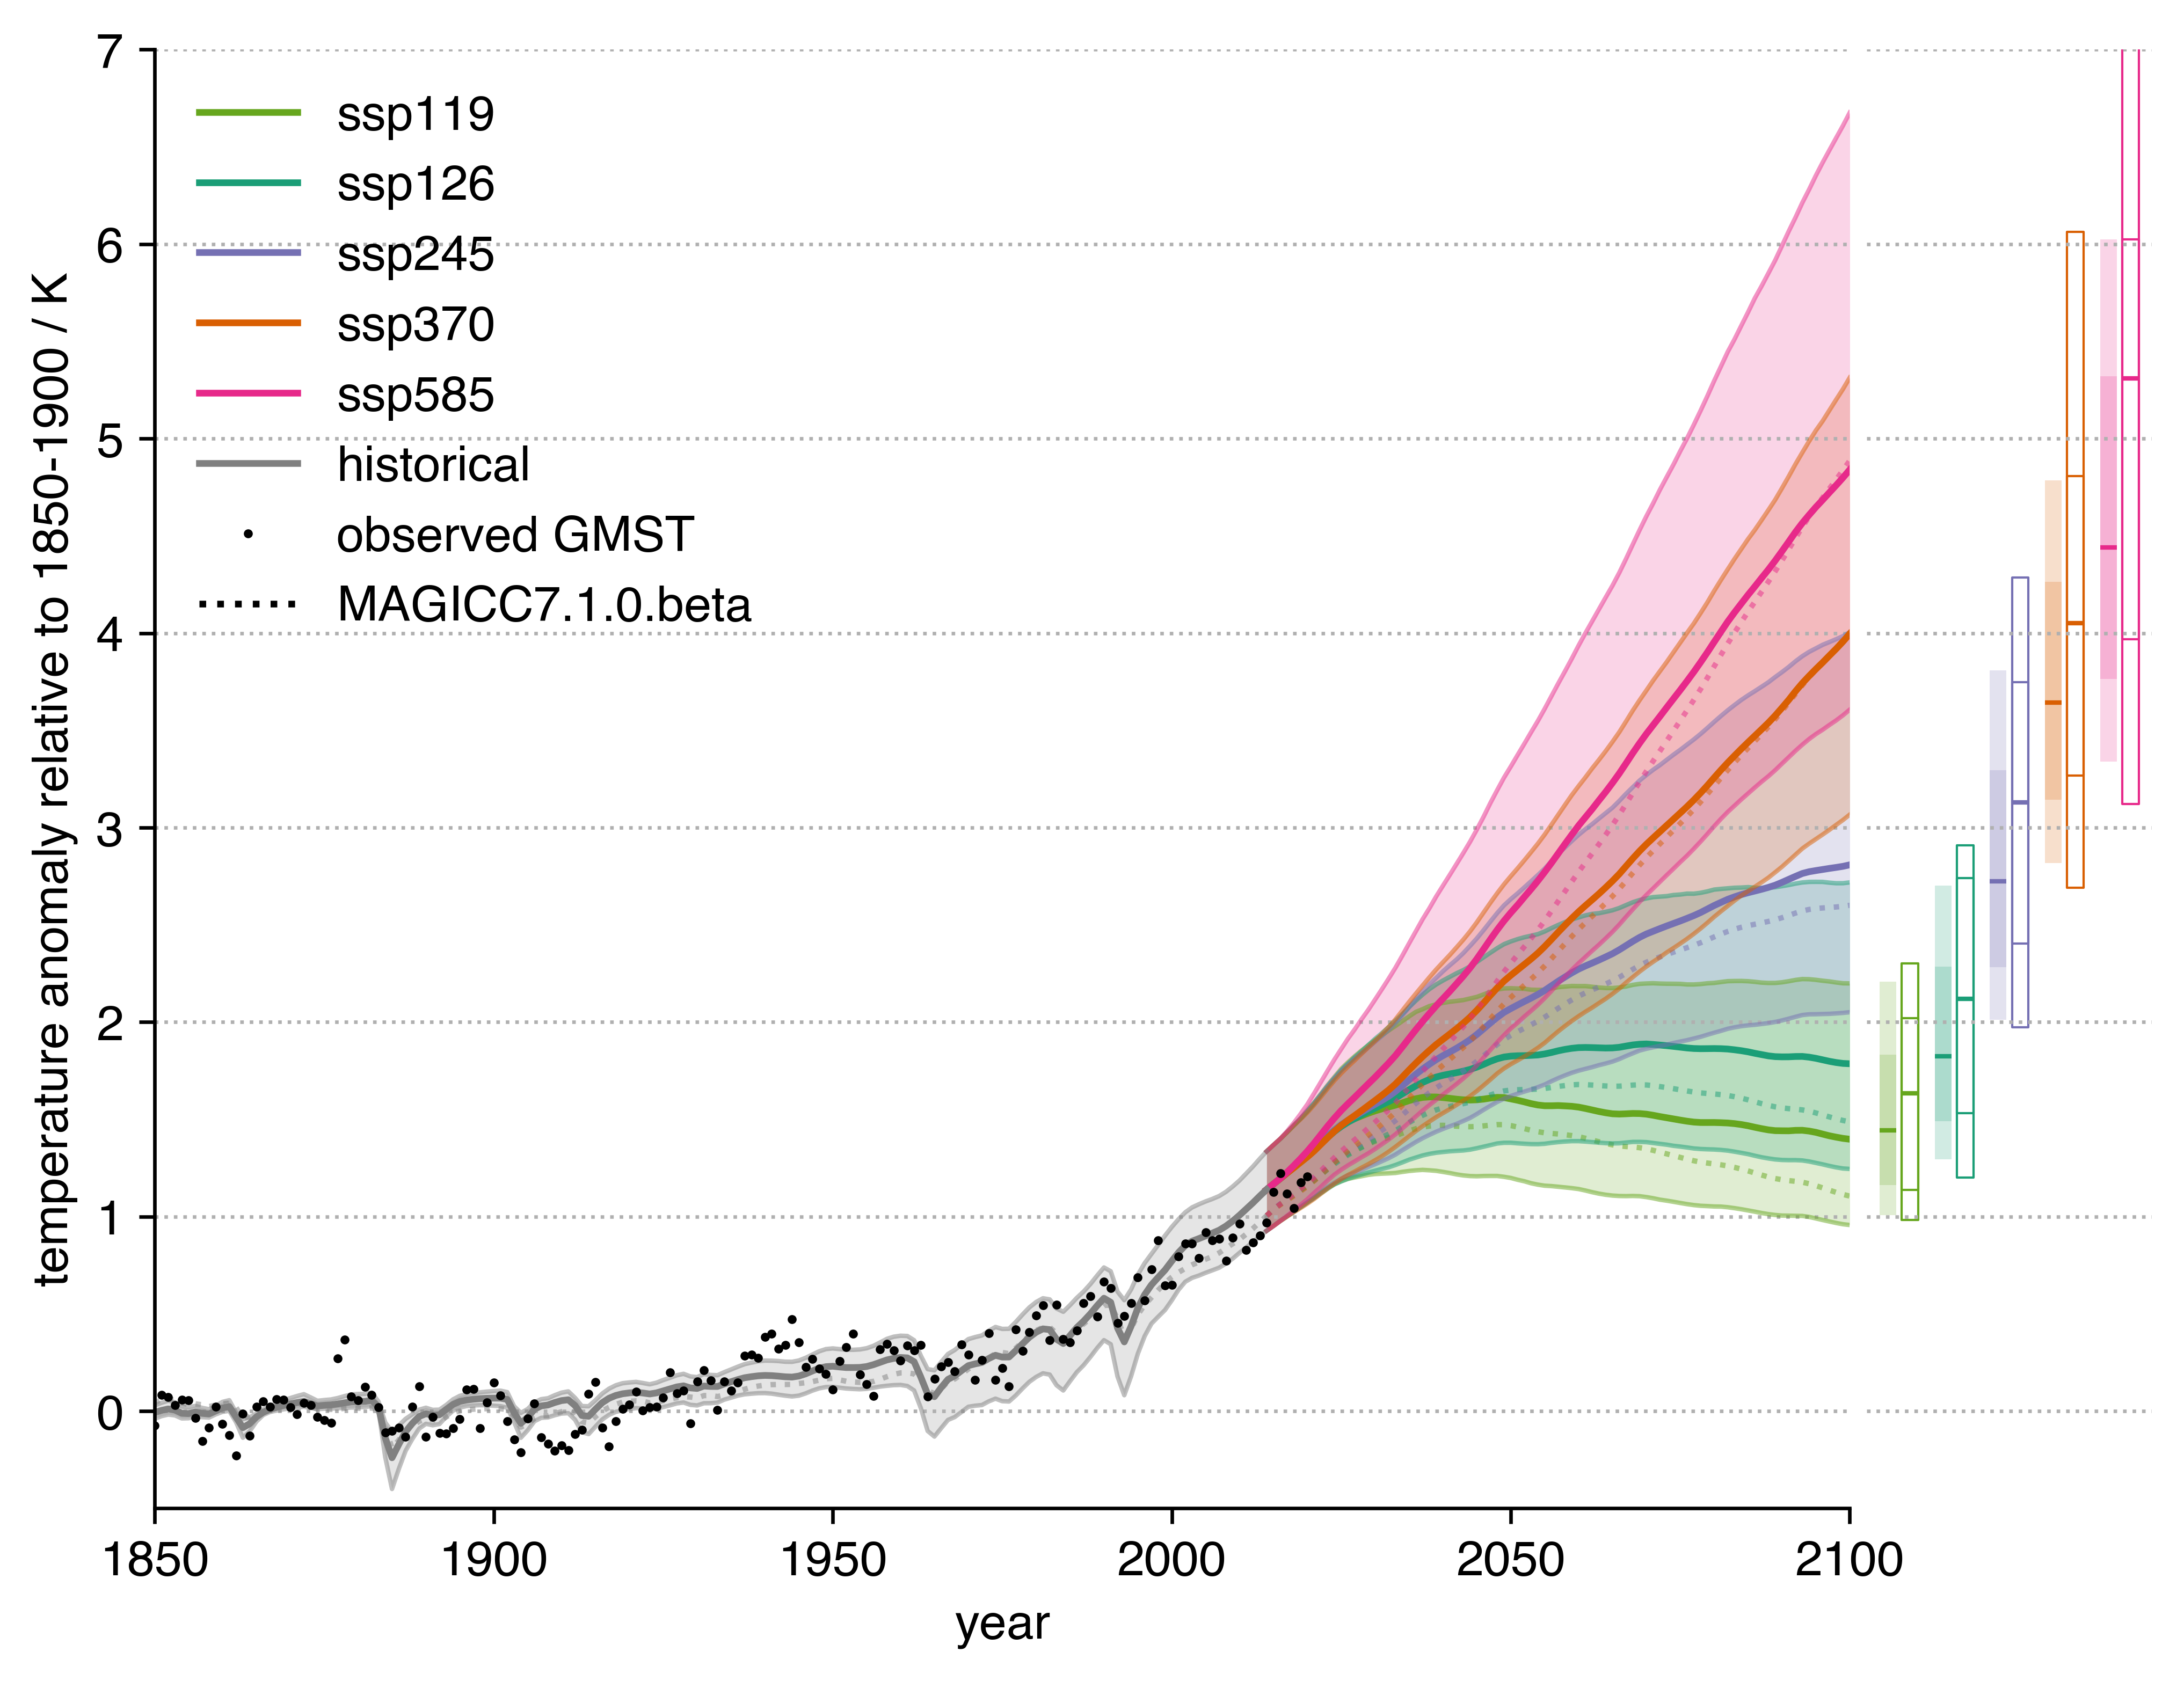 7
6
5
4
3
2
1
0
temperature anomaly relative to 1850-1900 / K
ssp119
ssp126
ssp245
ssp370
ssp585
historical
observed GMST
MAGICC7.1.0.beta
1850 1900 1950 2000 2050 2100
year